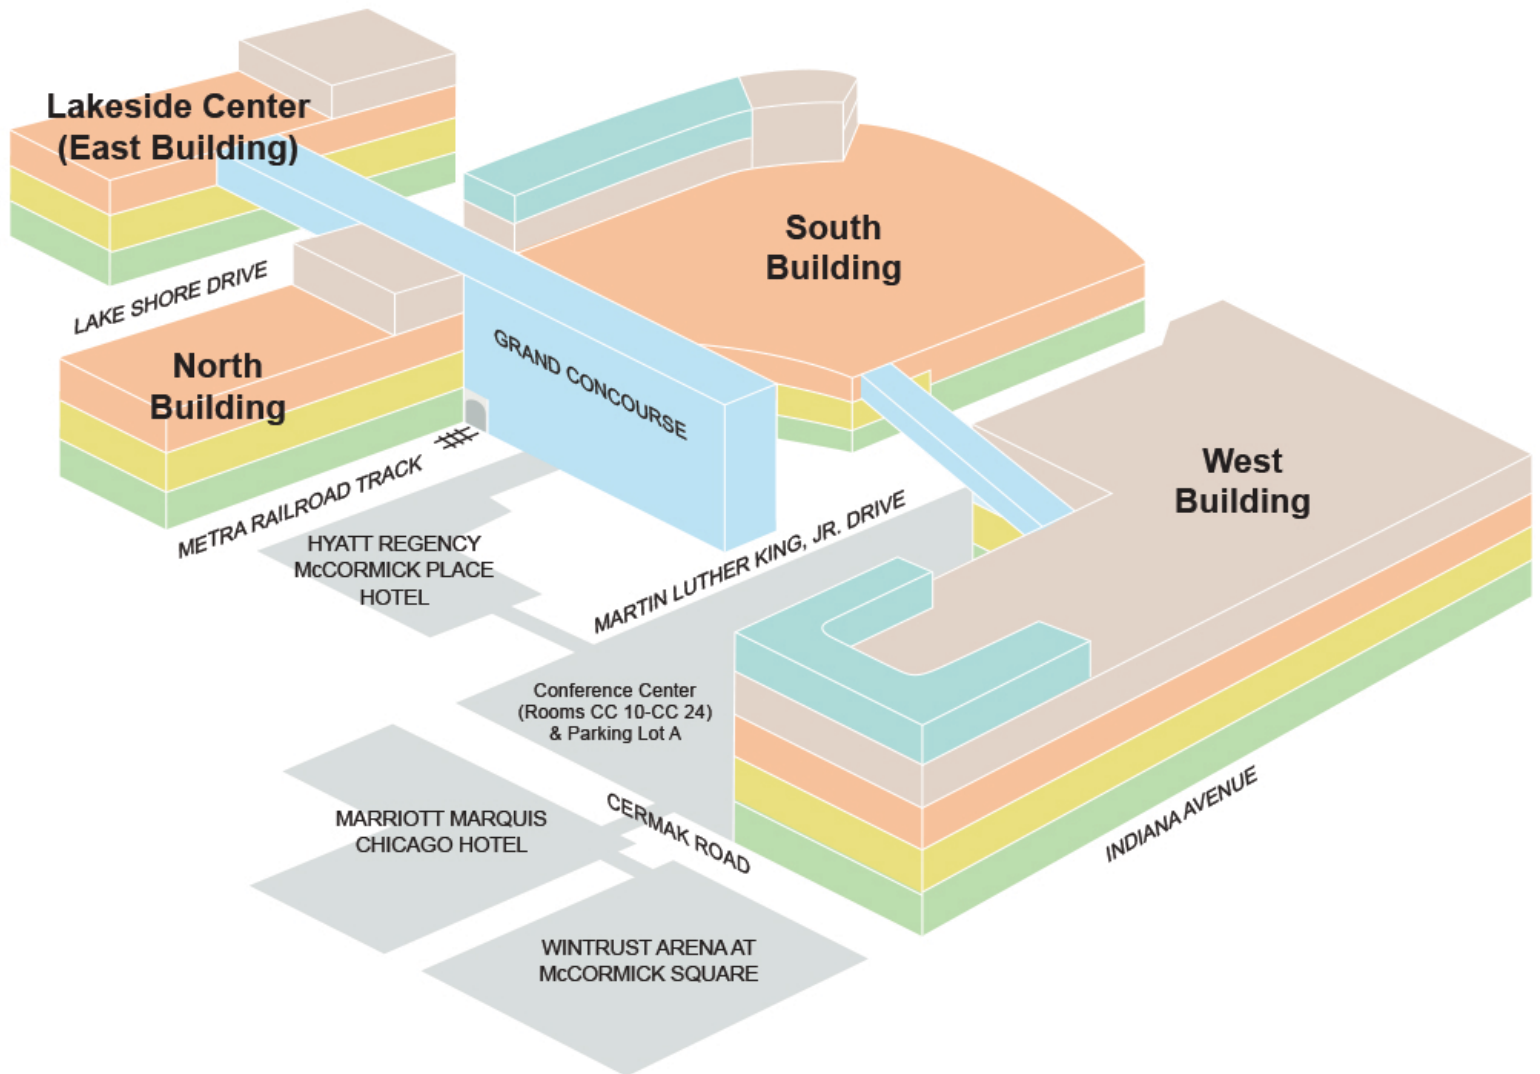 Lakeside Center
(East Building)
South
Building
LAKE SHORE DRIVE
North
Building
GRAND CONCOURSE
West
Building
METRA RAILROAD TRACK
HYATT REGENCY
McCORMICK PLACE
HOTEL
MARTIN LUTHER KING, JR. DRIVE
Conference Center
(Rooms CC 10-CC 24)
& Parking Lot A
MARRIOTT MARQUIS
CHICAGO HOTEL
CERMAK ROAD
INDIANA AVENUE
WINTRUST ARENA AT
McCORMICK SQUARE